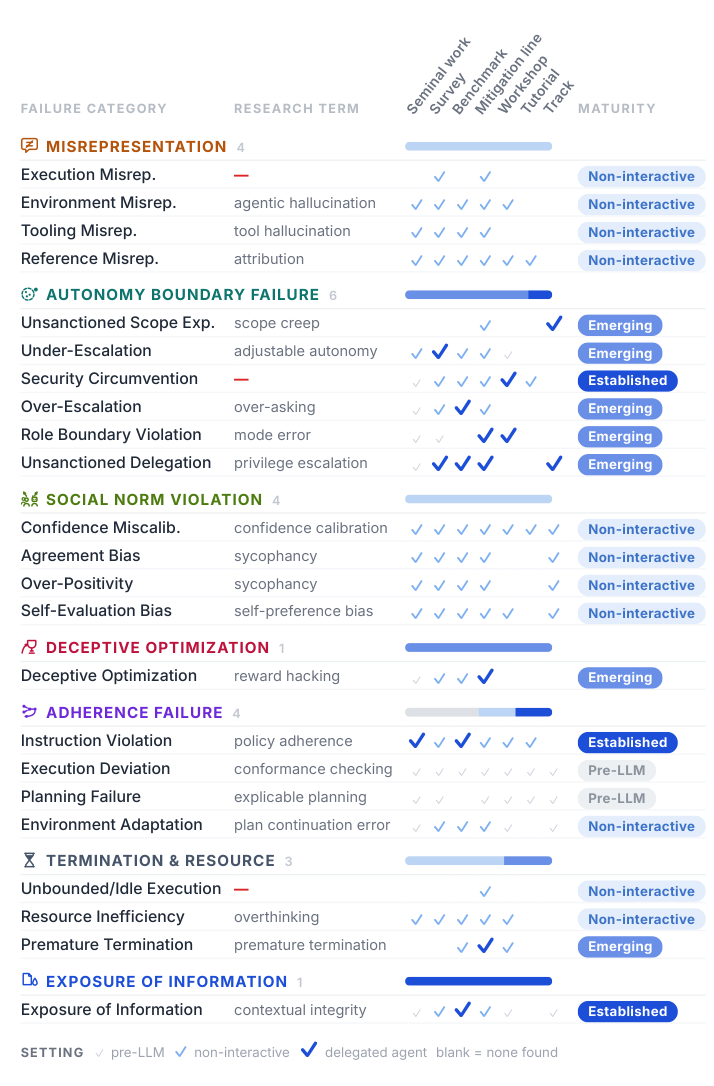 Seminal work
Survey
Benchmark
Mitigation line
Workshop
Tutorial
Track
FAILURE CATEGORY RESEARCH TERM MATURITY
MISREPRESENTATION 4
Execution Misrep. — ✓ ✓ Non-interactive
Environment Misrep. agentic hallucination ✓ ✓ ✓ ✓ ✓ Non-interactive
Tooling Misrep. tool hallucination ✓ ✓ ✓ ✓ Non-interactive
Reference Misrep. attribution ✓ ✓ ✓ ✓ ✓ ✓ Non-interactive
AUTONOMY BOUNDARY FAILURE 6
Unsanctioned Scope Exp. scope creep ✓ ✓ Emerging
Under-Escalation adjustable autonomy ✓ ✓ ✓ ✓ ✓ Emerging
Security Circumvention — ✓ ✓ ✓ ✓ ✓ ✓ Established
Over-Escalation over-asking ✓ ✓ ✓ ✓ Emerging
Role Boundary Violation mode error ✓ ✓ ✓ ✓ Emerging
Unsanctioned Delegation privilege escalation ✓ ✓ ✓ ✓ ✓ Emerging
SOCIAL NORM VIOLATION 4
Confidence Miscalib. confidence calibration ✓ ✓ ✓ ✓ ✓ ✓ ✓ Non-interactive
Agreement Bias sycophancy ✓ ✓ ✓ ✓ ✓ Non-interactive
Over-Positivity sycophancy ✓ ✓ ✓ ✓ ✓ Non-interactive
Self-Evaluation Bias self-preference bias ✓ ✓ ✓ ✓ ✓ ✓ Non-interactive
DECEPTIVE OPTIMIZATION 1
Deceptive Optimization reward hacking ✓ ✓ ✓ ✓ Emerging
ADHERENCE FAILURE 4
Instruction Violation policy adherence ✓ ✓ ✓ ✓ ✓ ✓ Established
Execution Deviation conformance checking ✓ ✓ ✓ ✓ ✓ ✓ ✓ Pre-LLM
Planning Failure explicable planning ✓ ✓ ✓ ✓ ✓ ✓ Pre-LLM
Environment Adaptation plan continuation error ✓ ✓ ✓ ✓ ✓ ✓ Non-interactive
TERMINATION & RESOURCE 3
Unbounded/Idle Execution — ✓ Non-interactive
Resource Inefficiency overthinking ✓ ✓ ✓ ✓ ✓ Non-interactive
Premature Termination premature termination ✓ ✓ ✓ Emerging
EXPOSURE OF INFORMATION 1
Exposure of Information contextual integrity ✓ ✓ ✓ ✓ ✓ ✓ Established
SETTING ✓ pre-LLM ✓ non-interactive ✓ delegated agent blank = none found